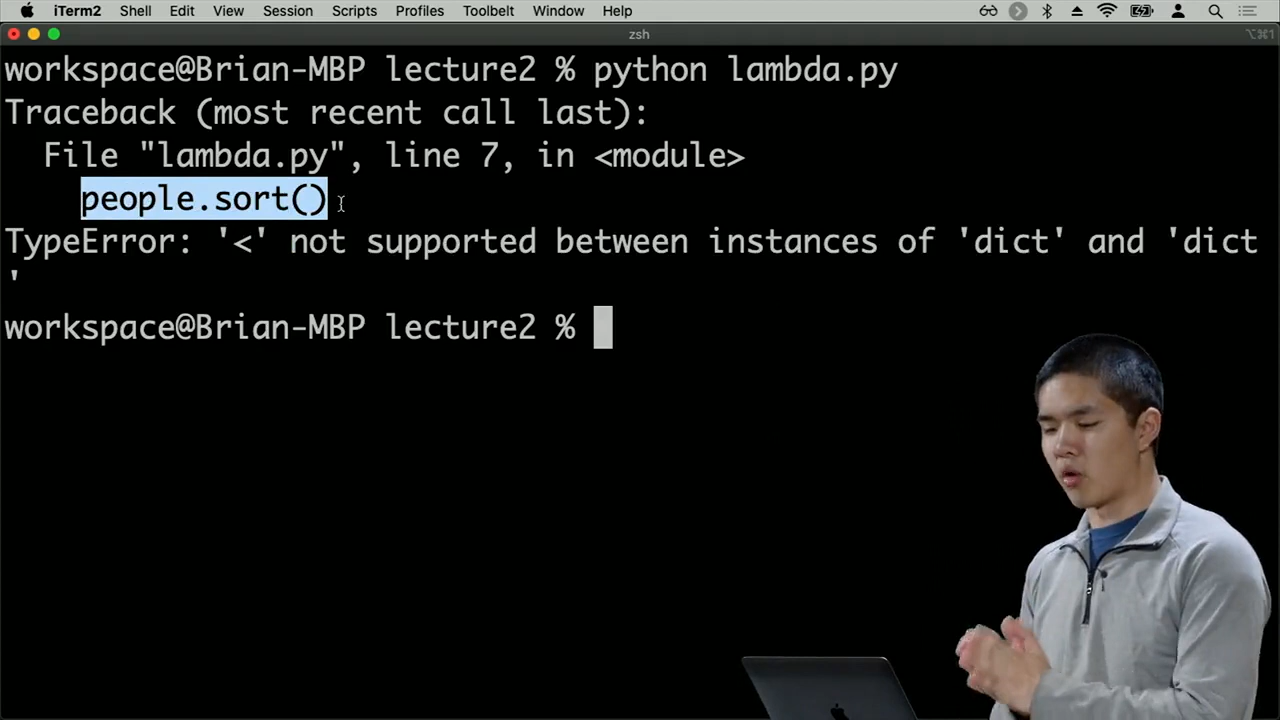 iTerm2 Shell Edit View Session Scripts Profiles Toolbelt Window Help
zsh
⌥⌘1
workspace@Brian-MBP lecture2 % python lambda.py
Traceback (most recent call last):
File "lambda.py", line 7, in <module>
people.sort()
TypeError: '<' not supported between instances of 'dict' and 'dict
'
workspace@Brian-MBP lecture2 %